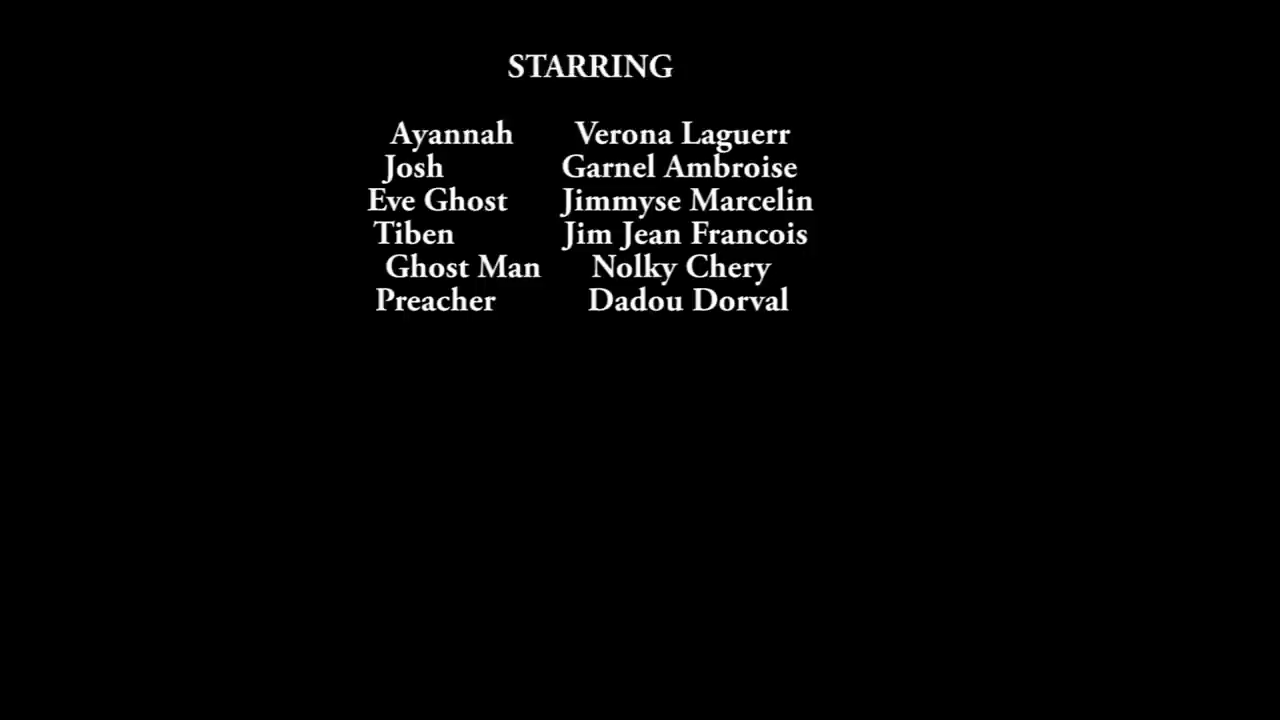 STARRING
Ayannah Verona Laguerr
Josh Garnel Ambroise
Eve Ghost Jimmyse Marcelin
Tiben Jim Jean Francois
Ghost Man Nolky Chery
Preacher Dadou Dorval